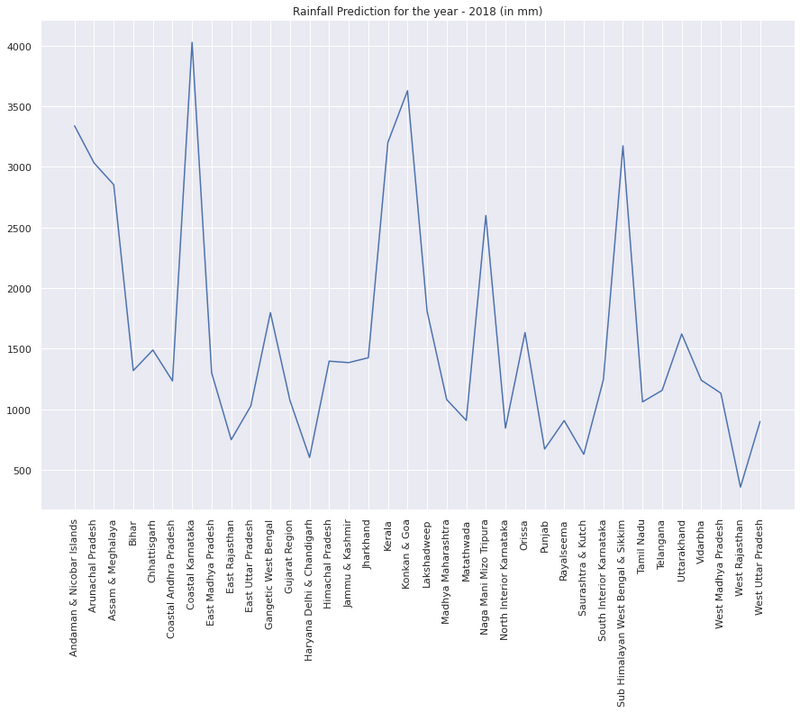 Rainfall Prediction for the year - 2018 (in mm)
4000
3500
3000
2500
2000
1500
1000
500
Andaman & Nicobar Islands
Arunachal Pradesh
Assam & Meghalaya
Bihar
Chhattisgarh
Coastal Andhra Pradesh
Coastal Karnataka
East Madhya Pradesh
East Rajasthan
East Uttar Pradesh
Gangetic West Bengal
Gujarat Region
Haryana Delhi & Chandigarh
Himachal Pradesh
Jammu & Kashmir
Jharkhand
Kerala
Konkan & Goa
Lakshadweep
Madhya Maharashtra
Matathwada
Naga Mani Mizo Tripura
North Interior Karnataka
Orissa
Punjab
Rayalseema
Saurashtra & Kutch
South Interior Karnataka
Sub Himalayan West Bengal & Sikkim
Tamil Nadu
Telangana
Uttarakhand
Vidarbha
West Madhya Pradesh
West Rajasthan
West Uttar Pradesh